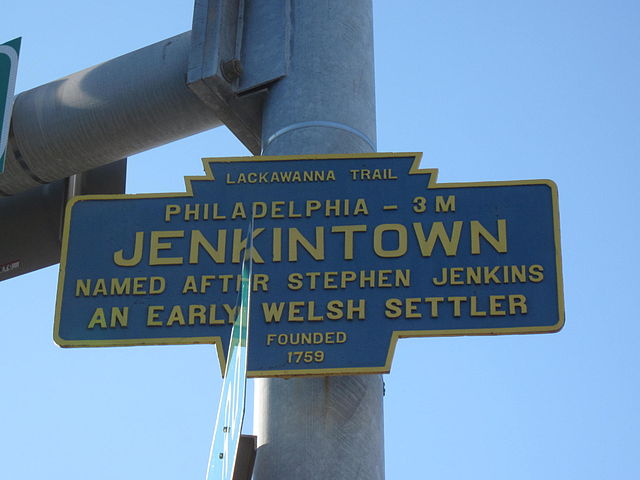 LACKAWANNA TRAIL
PHILADELPHIA - 3 M
JENKINTOWN
NAMED AFTER STEPHEN JENKINS
AN EARLY WELSH SETTLER
FOUNDED
1759